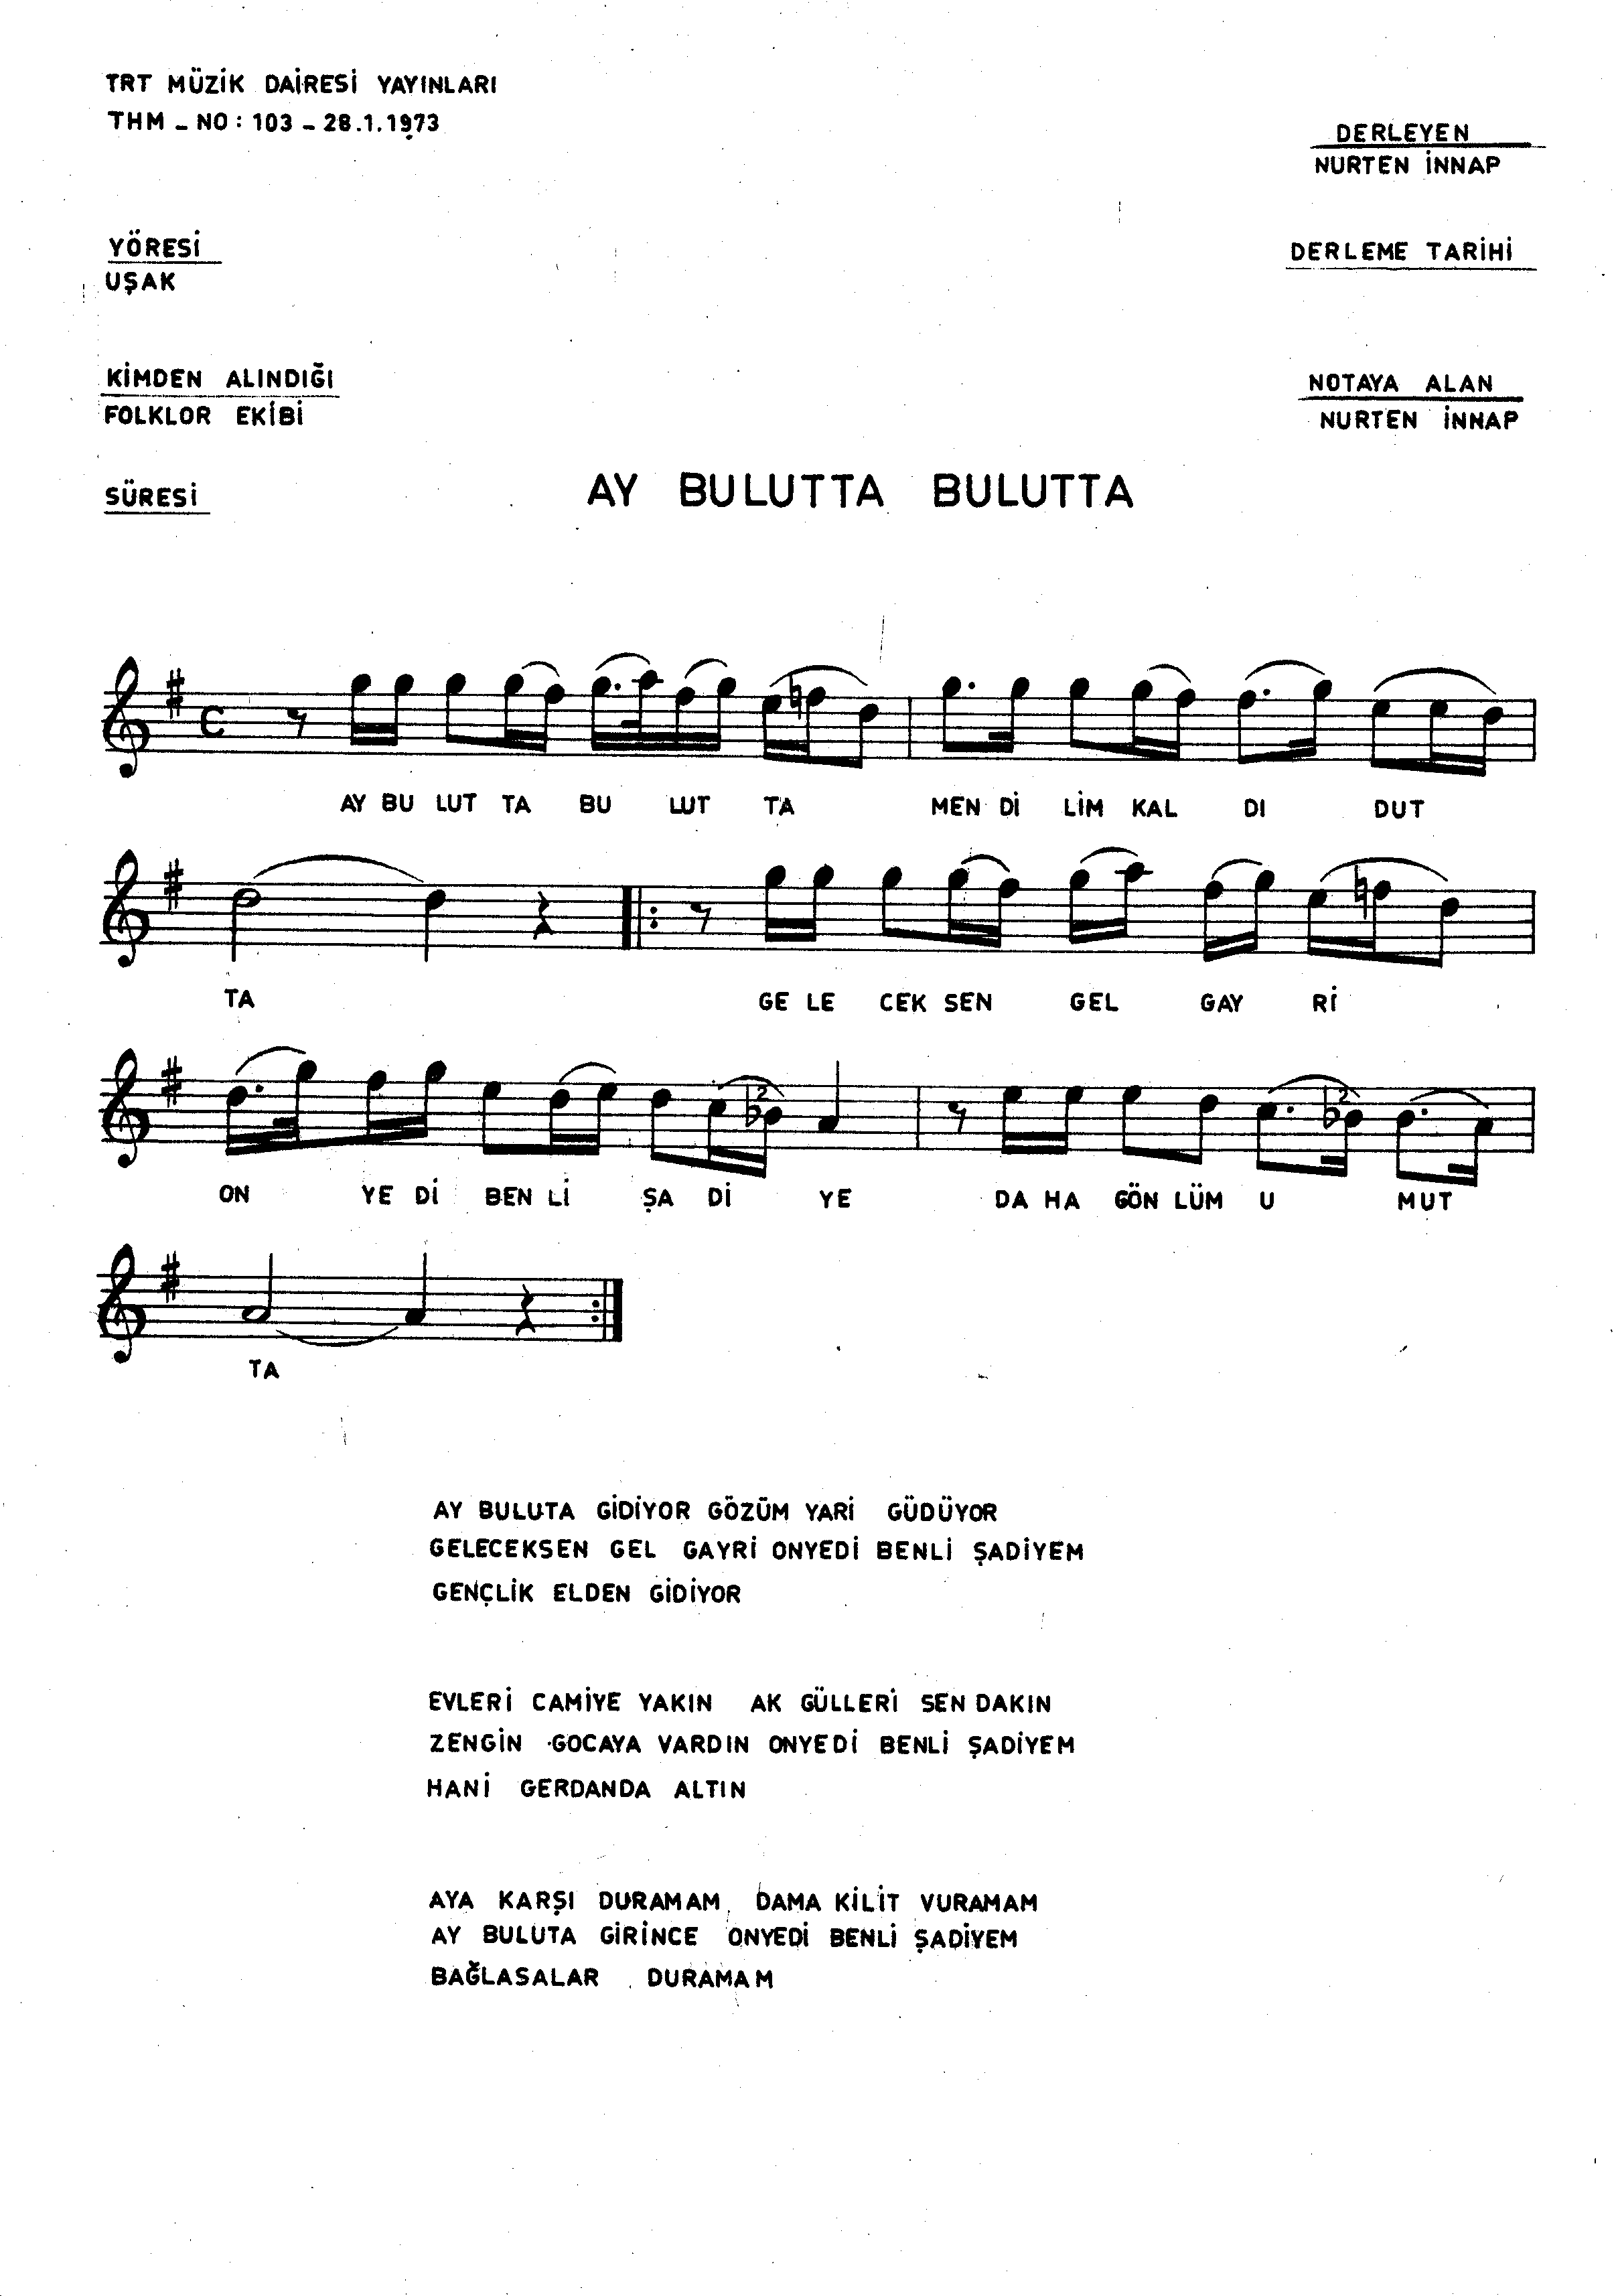 TRT MÜZİK DAİRESİ YAYINLARI
THM _ NO: 103 _ 28.1.1973
DERLEYEN
NURTEN İNNAP
YÖRESİ
UŞAK
DERLEME TARİHİ
KİMDEN ALINDIĞI
FOLKLOR EKİBİ
NOTAYA ALAN
NURTEN İNNAP
SÜRESİ
AY BULUTTA BULUTTA
AY BU LUT TA BU LUT TA MEN Dİ LİM KAL DI DUT
TA GE LE CEK SEN GEL GAY Rİ
2 2
ON YE Dİ BEN Lİ ŞA Dİ YE DA HA GÖN LÜM U MUT
TA
AY BULUTA GİDİYOR GÖZÜM YARİ GÜDÜYOR
GELECEKSEN GEL GAYRİ ONYEDİ BENLİ ŞADİYEM
GENÇLİK ELDEN GİDİYOR
EVLERİ CAMİYE YAKIN AK GÜLLERİ SEN DAKIN
ZENGİN GOCAYA VARDIN ONYEDİ BENLİ ŞADİYEM
HANİ GERDANDA ALTIN
AYA KARŞI DURAMAM, DAMA KİLİT VURAMAM
AY BULUTA GİRİNCE ONYEDİ BENLİ ŞADİYEM
BAĞLASALAR DURAMAM